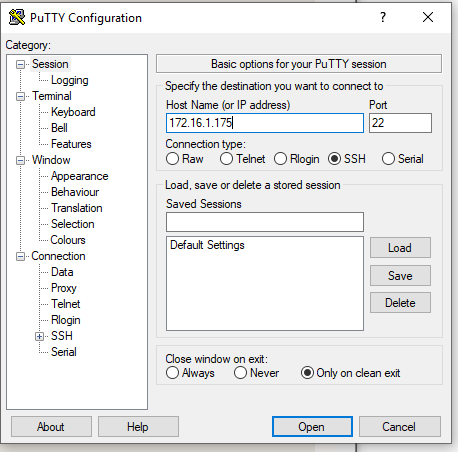 PuTTY Configuration
?
Category:
Session
Logging
Terminal
Keyboard
Bell
Features
Window
Appearance
Behaviour
Translation
Selection
Colours
Connection
Data
Proxy
Telnet
Rlogin
SSH
Serial
Basic options for your PuTTY session
Specify the destination you want to connect to
Host Name (or IP address) Port
172.16.1.175 22
Connection type:
Raw Telnet Rlogin SSH Serial
Load, save or delete a stored session
Saved Sessions
Default Settings
Load
Save
Delete
Close window on exit:
Always Never Only on clean exit
About Help Open Cancel